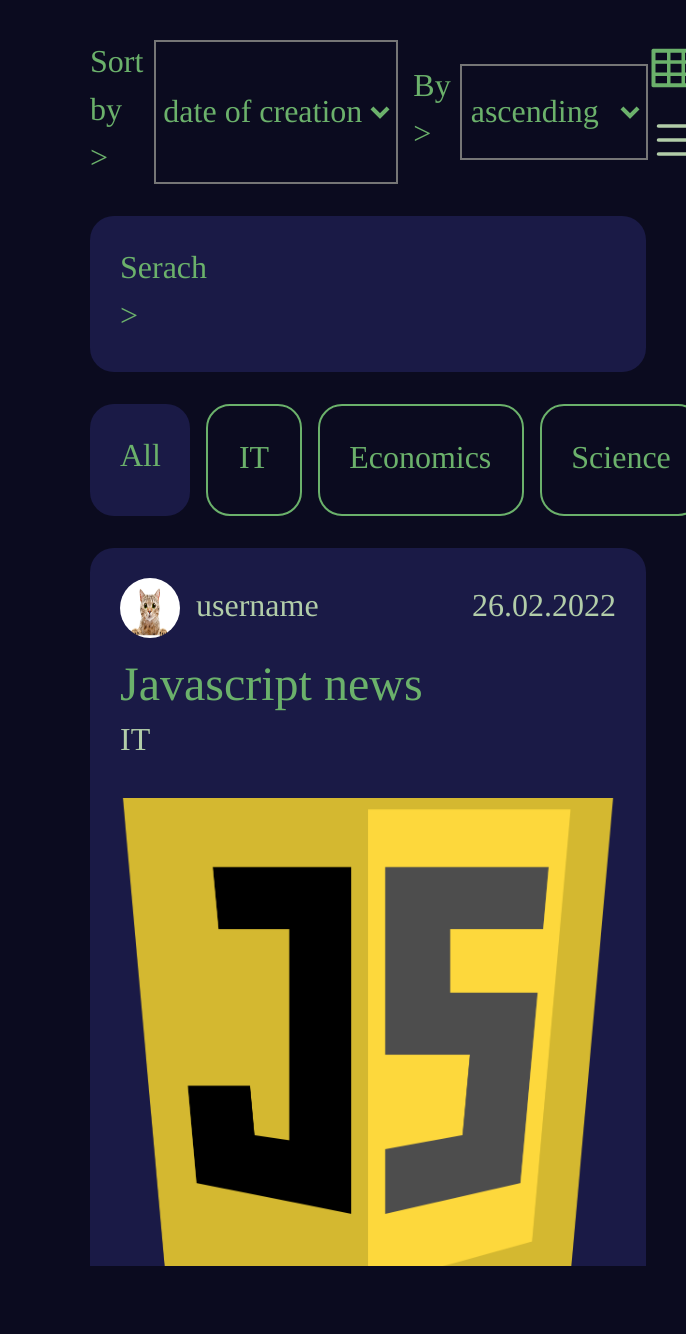 Sort
by
>
date of creation
By
>
ascending
Serach
>
All
IT
Economics
Science
username
26.02.2022
Javascript news
IT
JS